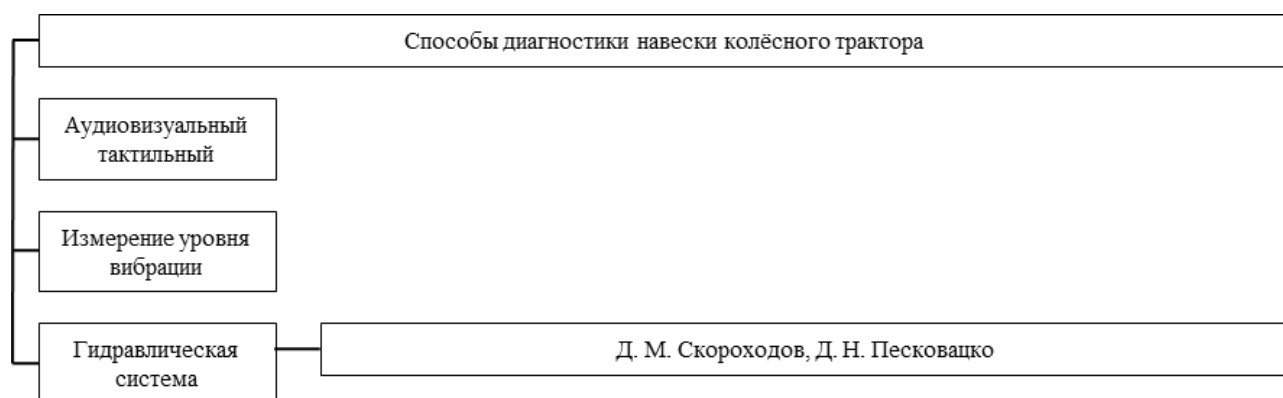 Способы диагностики навески колёсного трактора
Аудиовизуальный
тактильный
Измерение уровня
вибрации
Гидравлическая
система
Д. М. Скороходов, Д. Н. Песковацко